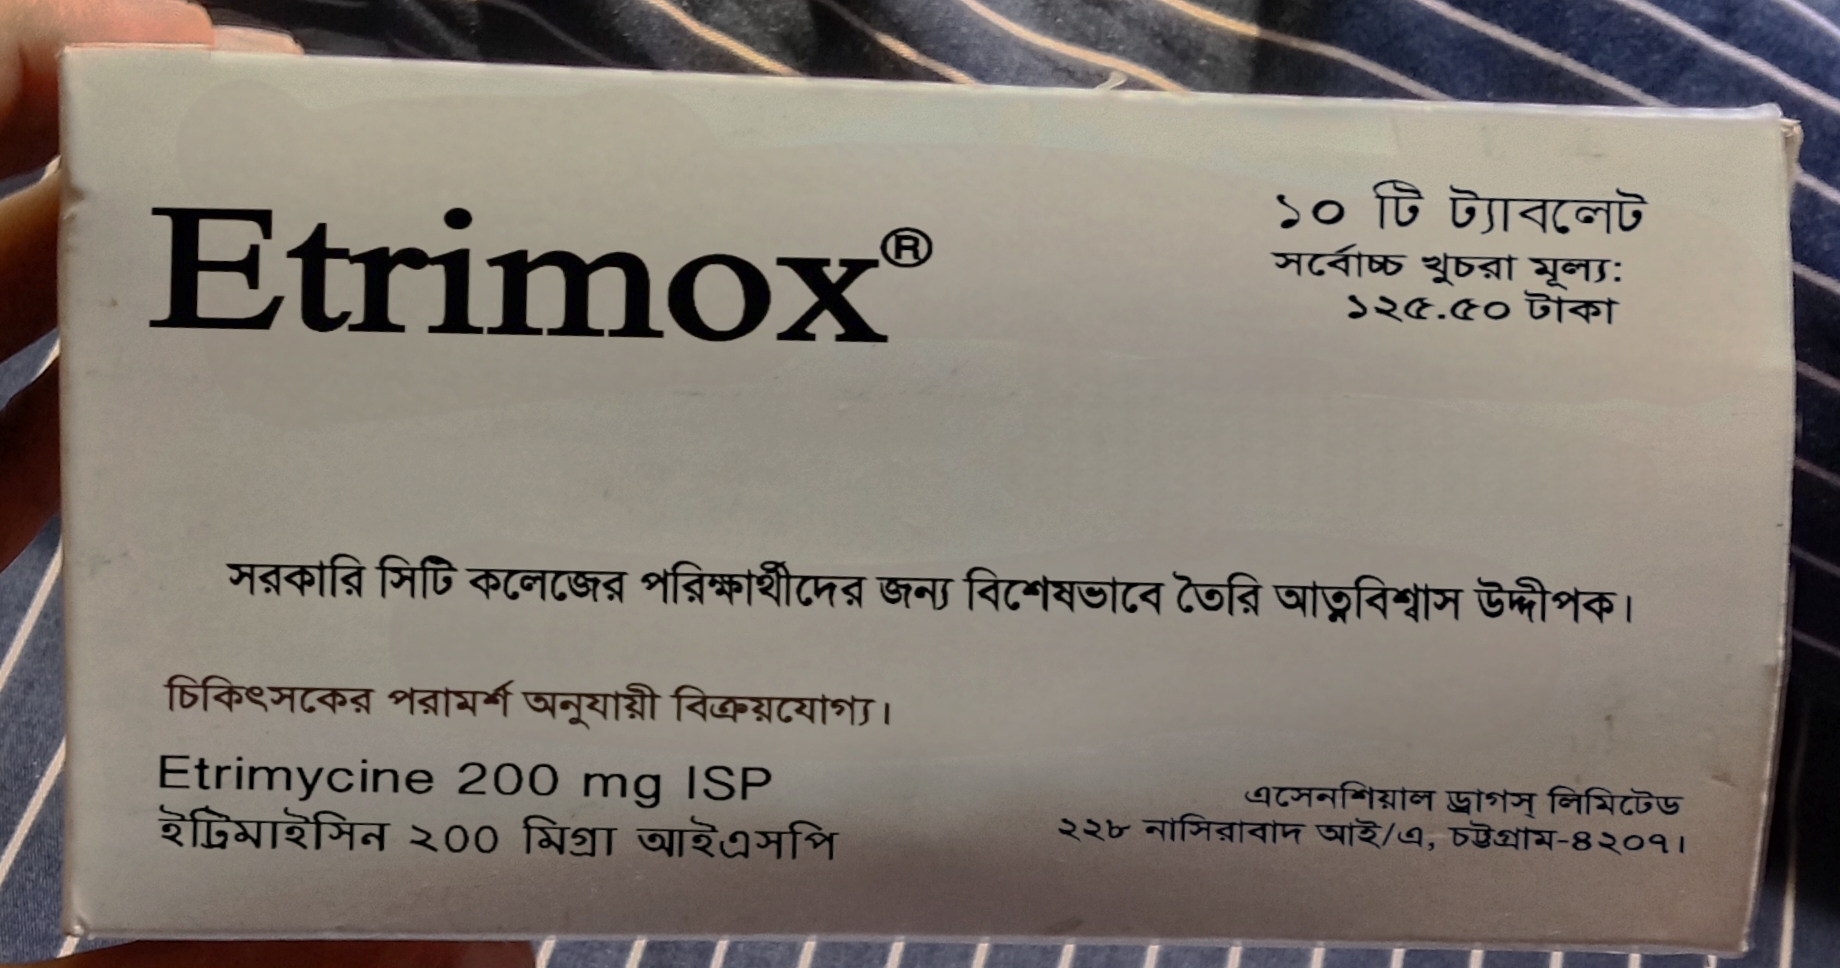 Etrimox®
১০ টি ট্যাবলেট
সর্বোচ্চ খুচরা মূল্য:
১২৫.৫০ টাকা
সরকারি সিটি কলেজের পরিক্ষার্থীদের জন্য বিশেষভাবে তৈরি আত্নবিশ্বাস উদ্দীপক।
চিকিৎসকের পরামর্শ অনুযায়ী বিক্রয়যোগ্য।
Etrimycine 200 mg ISP
ইট্রিমাইসিন ২00 মিগ্রা আইএসপি
এসেনশিয়াল ড্রাগস্ লিমিটেড
২২৮ নাসিরাবাদ আই/এ, চট্টগ্রাম-৪২০৭।